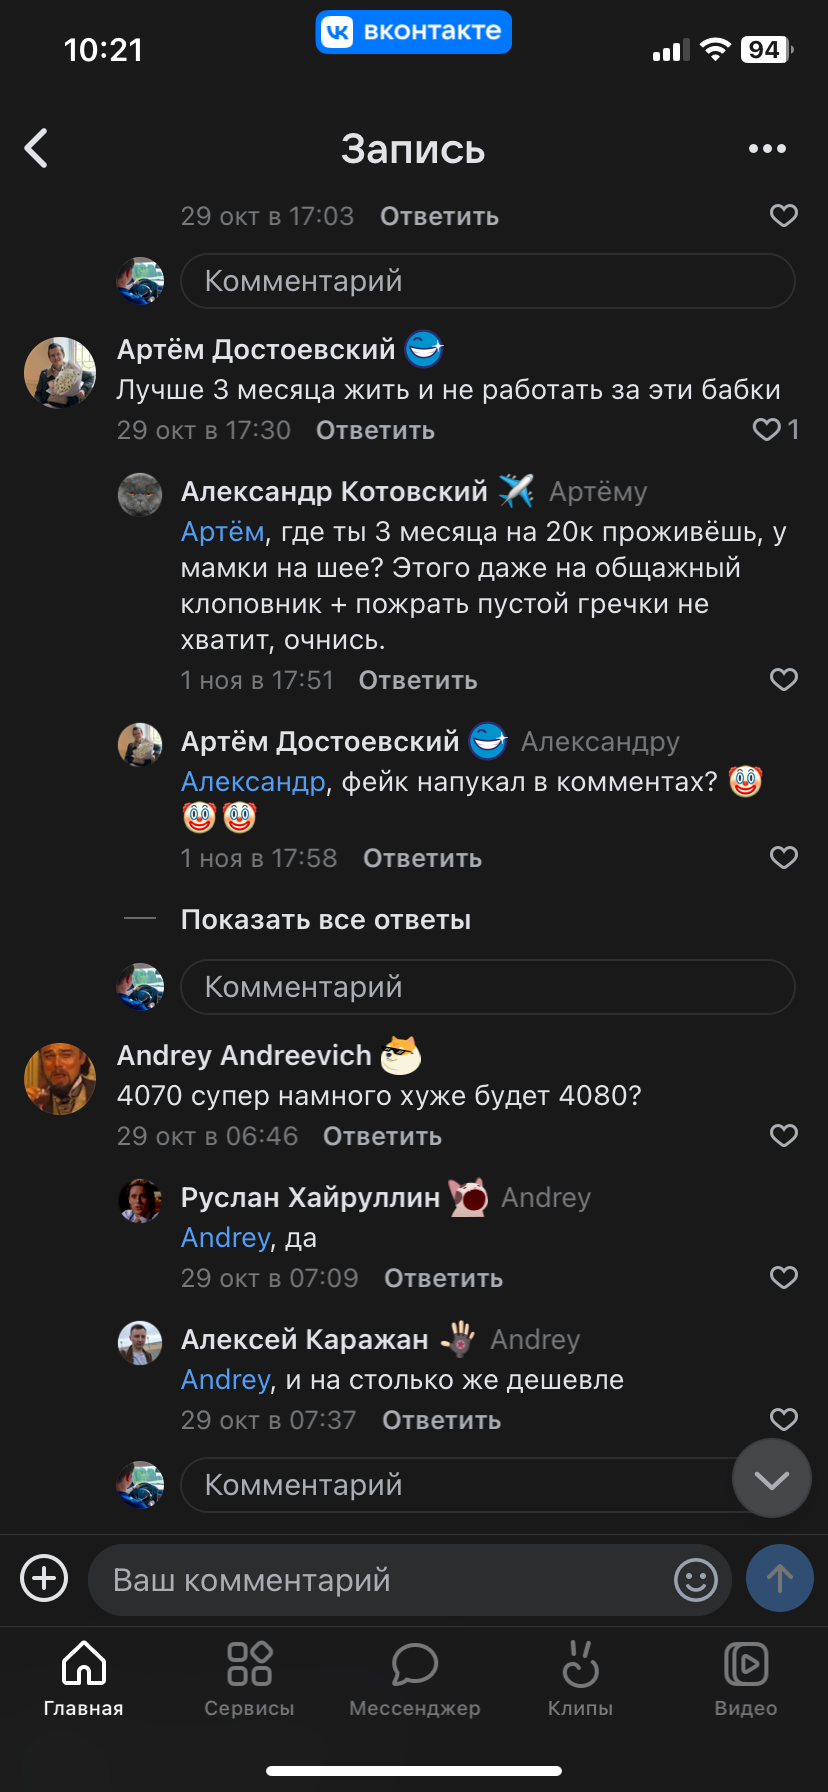 10:21
вконтакте
94
Запись
29 окт в 17:03 Ответить
Комментарий
Артём Достоевский
Лучше 3 месяца жить и не работать за эти бабки
29 окт в 17:30 Ответить 1
Александр Котовский Артёму
Артём, где ты 3 месяца на 20к проживёшь, у
мамки на шее? Этого даже на общажный
клоповник + пожрать пустой гречки не
хватит, очнись.
1 ноя в 17:51 Ответить
Артём Достоевский Александру
Александр, фейк напукал в комментах? 🤡
🤡🤡
1 ноя в 17:58 Ответить
Показать все ответы
Комментарий
Andrey Andreevich
4070 супер намного хуже будет 4080?
29 окт в 06:46 Ответить
Руслан Хайруллин Andrey
Andrey, да
29 окт в 07:09 Ответить
Алексей Каражан Andrey
Andrey, и на столько же дешевле
29 окт в 07:37 Ответить
Комментарий
Ваш комментарий
Главная Сервисы Мессенджер Клипы Видео